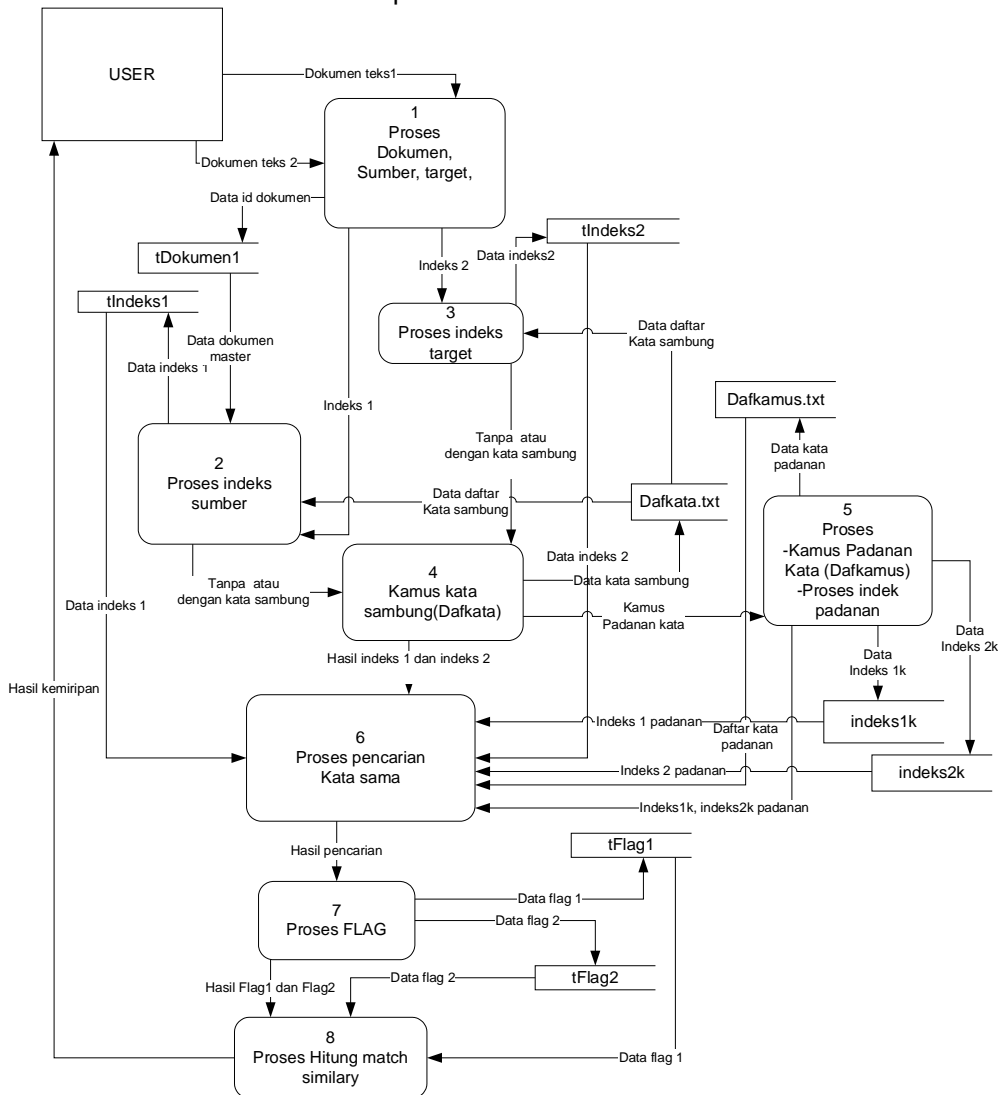 USER
Dokumen teks1
1
Proses
Dokumen,
Sumber, target,
Dokumen teks 2
Data id dokumen
tDokumen1
tIndeks2
Data indeks2
Indeks 2
tIndeks1
3
Proses indeks
target
Data daftar
Kata sambung
Data dokumen
master
Data indeks 1
Indeks 1
Dafkamus.txt
Tanpa atau
dengan kata sambung
Data kata
padanan
2
Proses indeks
sumber
Data daftar
Kata sambung
Dafkata.txt
5
Proses
-Kamus Padanan
Kata (Dafkamus)
-Proses indek
padanan
Data indeks 2
4
Kamus kata
sambung(Dafkata)
Data kata sambung
Tanpa atau
dengan kata sambung
Data indeks 1
Kamus
Padanan kata
Data
Indeks 2k
Hasil indeks 1 dan indeks 2
Data
Indeks 1k
Hasil kemiripan
Indeks 1 padanan
indeks1k
Daftar kata
padanan
6
Proses pencarian
Kata sama
Indeks 2 padanan
indeks2k
Indeks1k, indeks2k padanan
Hasil pencarian
tFlag1
7
Proses FLAG
Data flag 1
Data flag 2
Data flag 2
tFlag2
Hasil Flag1 dan Flag2
8
Proses Hitung match
similary
Data flag 1